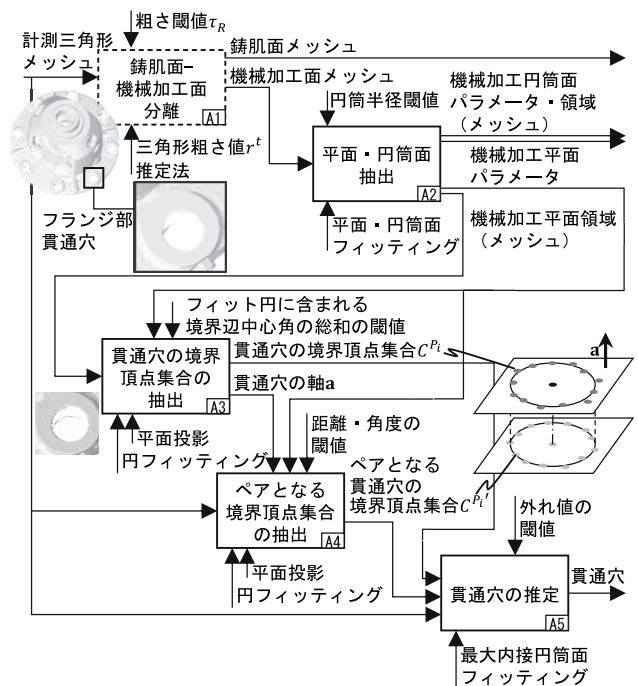 粗さ閾値τ_R
計測三角形
メッシュ
鋳肌面メッシュ
鋳肌面–
機械加工面
分離
A1
機械加工面メッシュ
三角形粗さ値r^t
推定法
フランジ部
貫通穴
円筒半径閾値
平面・円筒面
抽出
A2
機械加工円筒面
パラメータ・領域
(メッシュ)
機械加工平面
パラメータ
機械加工平面領域
(メッシュ)
平面・円筒面
フィッティング
フィット円に含まれる
境界辺中心角の総和の閾値
貫通穴の境界
頂点集合の
抽出
A3
貫通穴の境界頂点集合C^{P_i}
貫通穴の軸a
a
平面投影
円フィッティング
距離・角度の
閾値
ペアとなる
境界頂点集合
の抽出
A4
ペアとなる
貫通穴の
境界頂点集合C^{P_i'}
平面投影
円フィッティング
外れ値の
閾値
貫通穴の推定
A5
貫通穴
最大内接円筒面
フィッティング